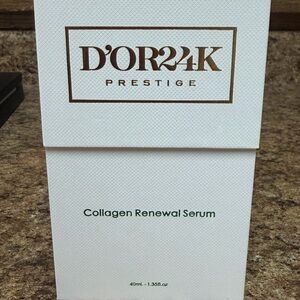 D'OR24K
PRESTIGE
Collagen Renewal Serum
40ml. - 1.35fl.oz